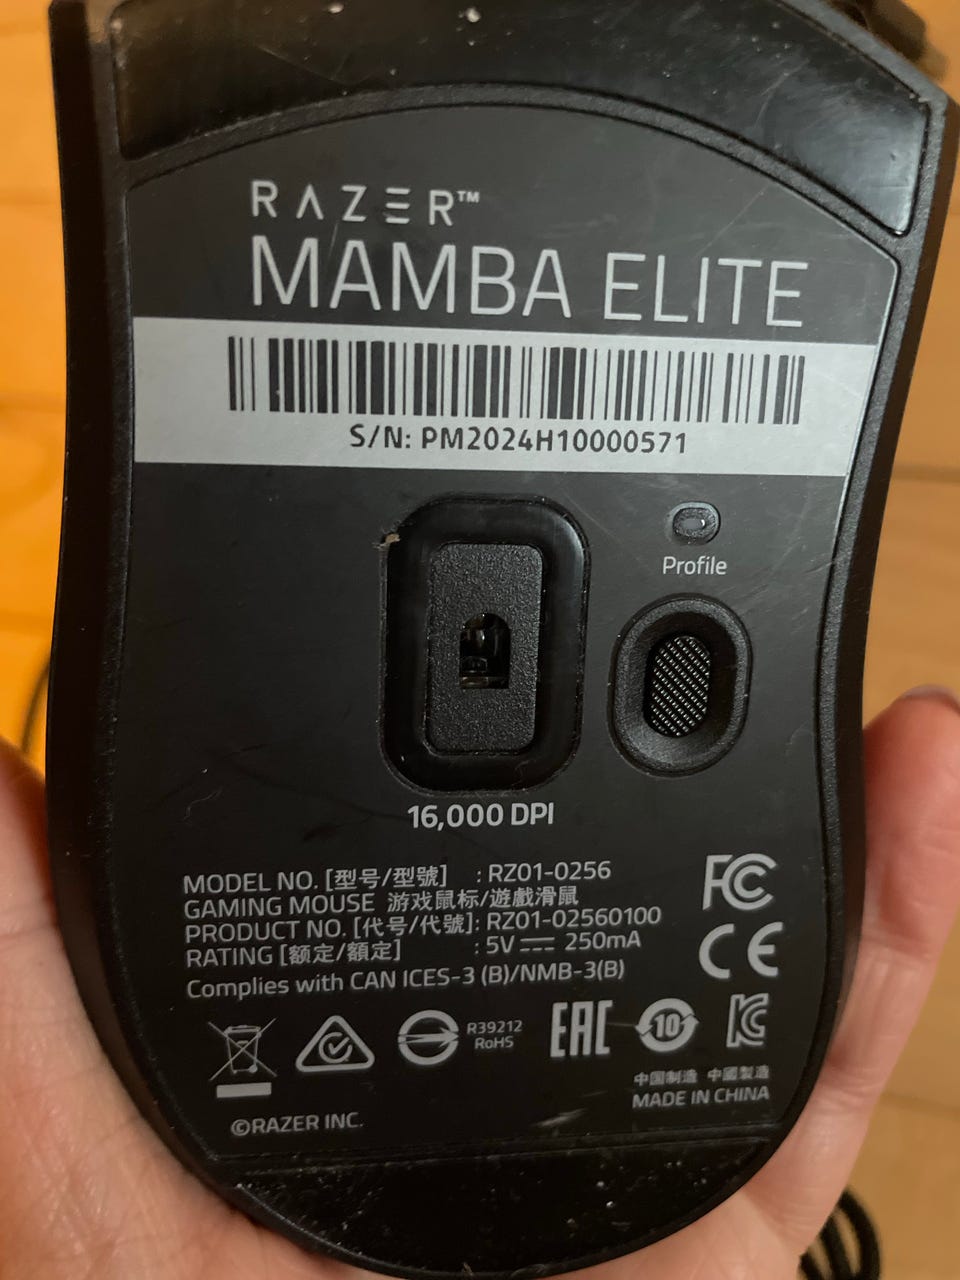 RAZER™
MAMBA ELITE
S/N: PM2024H10000571
Profile
16,000 DPI
MODEL NO. [型号/型號] : RZ01-0256
GAMING MOUSE 游戏鼠标/遊戲滑鼠
PRODUCT NO. [代号/代號]: RZ01-02560100
RATING [额定/額定] : 5V 250mA
Complies with CAN ICES-3 (B)/NMB-3(B)
FC
CE
R39212
RoHS
EAC
10
KC
中国制造 中國製造
MADE IN CHINA
©RAZER INC.